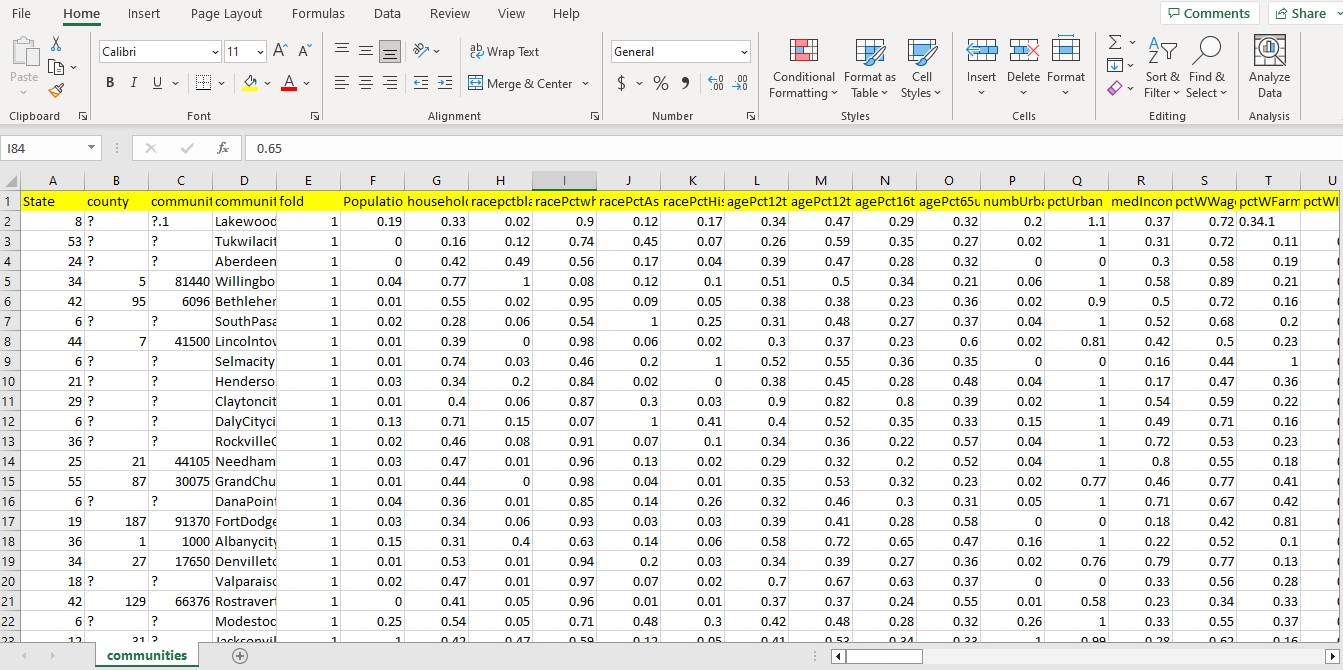 File Home Insert Page Layout Formulas Data Review View Help Comments Share
Calibri 11 Wrap Text General
Paste Merge & Center Conditional Formatting Format as Table Cell Styles Insert Delete Format Sort & Filter Find & Select Analyze Data
Clipboard Font Alignment Number Styles Cells Editing Analysis
I84 fx 0.65
A B C D E F G H I J K L M N O P Q R S T U
1 State county communit communit fold Populatio household racepctbla racePctwh racePctAs racePctHis agePct12t agePct12t agePct16t agePct65u numbUrba pctUrban medIncom pctWWage pctWFarm pctWI
2 8 ? ?.1 Lakewood 1 0.19 0.33 0.02 0.9 0.12 0.17 0.34 0.47 0.29 0.32 0.2 1.1 0.37 0.72 0.34.1
3 53 ? ? Tukwilacit 1 0 0.16 0.12 0.74 0.45 0.07 0.26 0.59 0.35 0.27 0.02 1 0.31 0.72 0.11
4 24 ? ? Aberdeen 1 0 0.42 0.49 0.56 0.17 0.04 0.39 0.47 0.28 0.32 0 0 0.3 0.58 0.19
5 34 5 81440 Willingbo 1 0.04 0.77 1 0.08 0.12 0.1 0.51 0.5 0.34 0.21 0.06 1 0.58 0.89 0.21
6 42 95 6096 Bethleher 1 0.01 0.55 0.02 0.95 0.09 0.05 0.38 0.38 0.23 0.36 0.02 0.9 0.5 0.72 0.16
7 6 ? ? SouthPasa 1 0.02 0.28 0.06 0.54 1 0.25 0.31 0.48 0.27 0.37 0.04 1 0.52 0.68 0.2
8 44 7 41500 Lincolntow 1 0.01 0.39 0 0.98 0.06 0.02 0.3 0.37 0.23 0.6 0.02 0.81 0.42 0.5 0.23
9 6 ? ? Selmacity 1 0.01 0.74 0.03 0.46 0.2 1 0.52 0.55 0.36 0.35 0 0 0.16 0.44 1
10 21 ? ? Henderso 1 0.03 0.34 0.2 0.84 0.02 0 0.38 0.45 0.28 0.48 0.04 1 0.17 0.47 0.36
11 29 ? ? Claytoncit 1 0.01 0.4 0.06 0.87 0.3 0.03 0.9 0.82 0.8 0.39 0.02 1 0.54 0.59 0.22
12 6 ? ? DalyCityci 1 0.13 0.71 0.15 0.07 1 0.41 0.4 0.52 0.35 0.33 0.15 1 0.49 0.71 0.16
13 36 ? ? RockvilleC 1 0.02 0.46 0.08 0.91 0.07 0.1 0.34 0.36 0.22 0.57 0.04 1 0.72 0.53 0.23
14 25 21 44105 Needham 1 0.03 0.47 0.01 0.96 0.13 0.02 0.29 0.32 0.2 0.52 0.04 1 0.8 0.55 0.18
15 55 87 30075 GrandChu 1 0.01 0.44 0 0.98 0.04 0.01 0.35 0.53 0.32 0.23 0.02 0.77 0.46 0.77 0.41
16 6 ? ? DanaPoint 1 0.04 0.36 0.01 0.85 0.14 0.26 0.32 0.46 0.3 0.31 0.05 1 0.71 0.67 0.42
17 19 187 91370 FortDodge 1 0.03 0.34 0.06 0.93 0.03 0.03 0.39 0.41 0.28 0.58 0 0 0.18 0.42 0.81
18 36 1 1000 Albanycity 1 0.15 0.31 0.4 0.63 0.14 0.06 0.58 0.72 0.65 0.47 0.16 1 0.22 0.52 0.1
19 34 27 17650 Denvilletc 1 0.01 0.53 0.01 0.94 0.2 0.03 0.34 0.39 0.27 0.36 0.02 0.76 0.79 0.77 0.13
20 18 ? ? Valparaiso 1 0.02 0.47 0.01 0.97 0.07 0.02 0.7 0.67 0.63 0.37 0 0 0.33 0.56 0.28
21 42 129 66376 Rostravert 1 0 0.41 0.05 0.96 0.01 0.01 0.37 0.37 0.24 0.55 0.01 0.58 0.23 0.34 0.33
22 6 ? ? Modestoc 1 0.25 0.54 0.05 0.71 0.48 0.3 0.42 0.48 0.28 0.32 0.26 1 0.33 0.55 0.37
23 12 31 ? Jacksonvil 1 1 0.42 0.47 0.59 0.12 0.05 0.41 0.53 0.34 0.33 1 0.99 0.28 0.62 0.16
communities